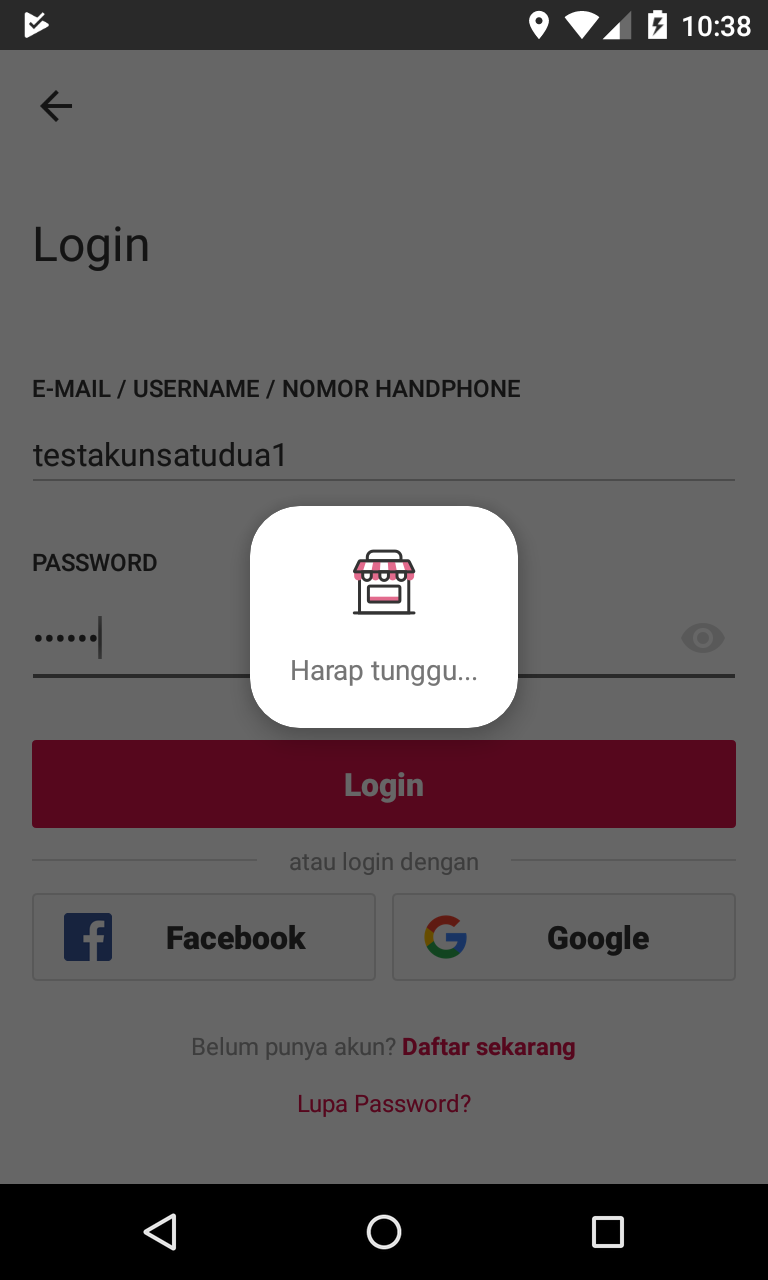 10:38
Login
E-MAIL / USERNAME / NOMOR HANDPHONE
testakunsatudua1
PASSWORD
••••••
Harap tunggu...
Login
atau login dengan
Facebook
Google
Belum punya akun? Daftar sekarang
Lupa Password?